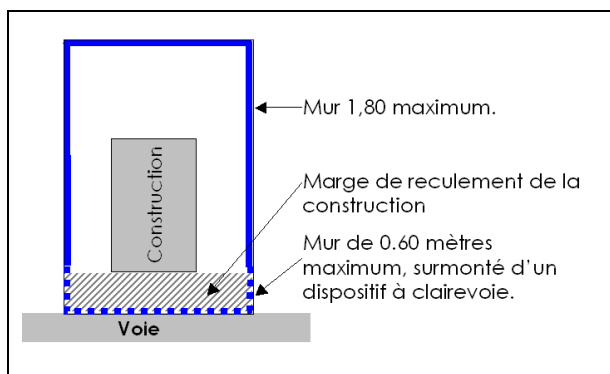 Mur 1,80 maximum.
Construction
Marge de reculement de la
construction
Mur de 0.60 mètres
maximum, surmonté d'un
dispositif à clairevoie.
Voie